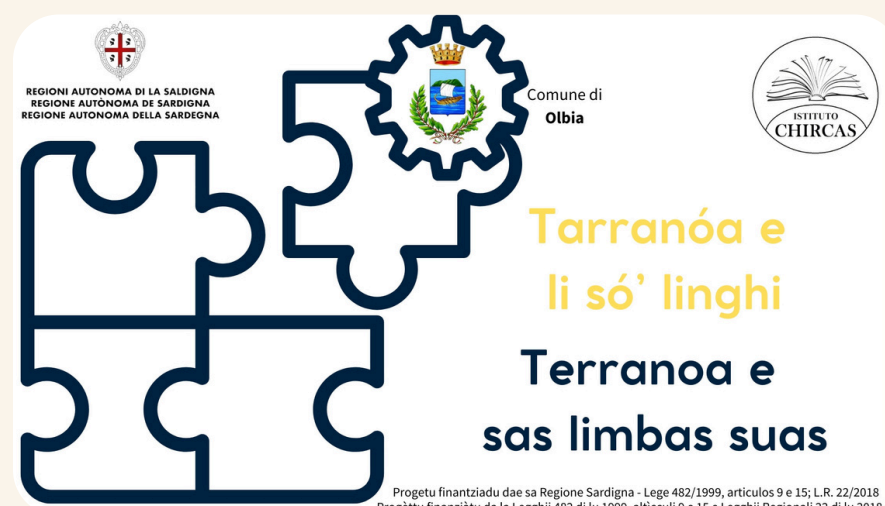 REGIONI AUTONOMA DI LA SALDIGNA
REGIONE AUTÒNOMA DE SARDIGNA
REGIONE AUTONOMA DELLA SARDEGNA
Comune di
Olbia
ISTITUTO
CHIRCAS
Tarranóa e
li só’ linghi
Terranoa e
sas limbas suas
Progetu finantziadu dae sa Regione Sardigna - Lege 482/1999, articulos 9 e 15; L.R. 22/2018